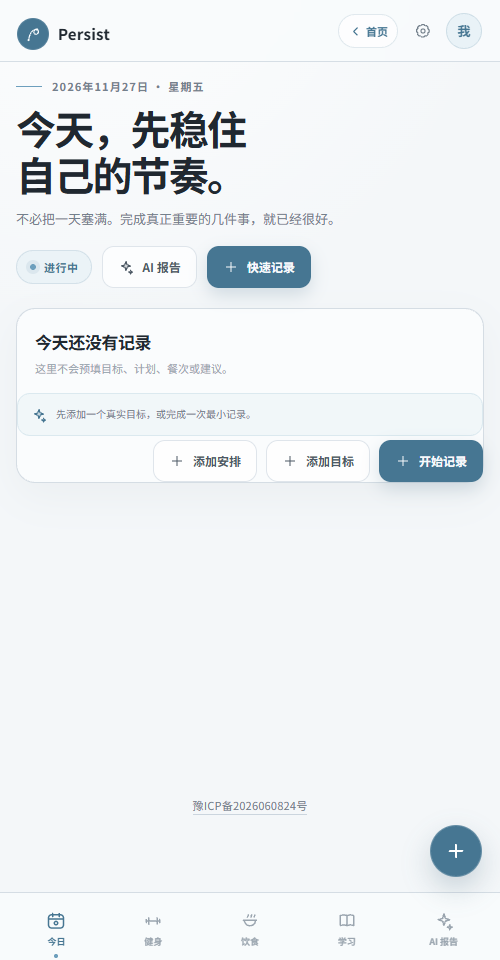 Persist
首页
我
2026年11月27日 · 星期五
今天，先稳住
自己的节奏。
不必把一天塞满。完成真正重要的几件事，就已经很好。
进行中
AI 报告
快速记录
今天还没有记录
这里不会预填目标、计划、餐次或建议。
先添加一个真实目标，或完成一次最小记录。
添加安排
添加目标
开始记录
豫ICP备2026060824号
今日
健身
饮食
学习
AI 报告